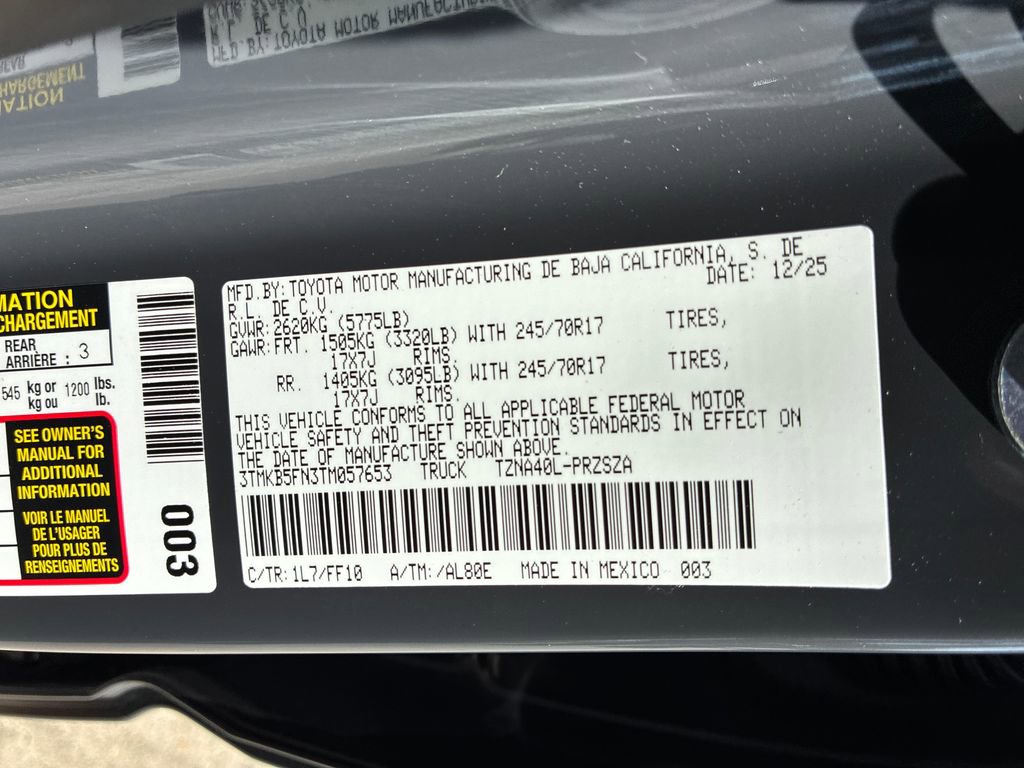 MATION
CHARGEMENT
REAR
ARRIÈRE : 3
545 kg or 1200 lbs.
kg ou lb.
SEE OWNER'S
MANUAL FOR
ADDITIONAL
INFORMATION
VOIR LE MANUEL
DE L'USAGER
POUR PLUS DE
RENSEIGNEMENTS
003
MFD.BY:TOYOTA MOTOR MANUFACTURING DE BAJA CALIFORNIA, S. DE
R.L. DE C.V. DATE: 12/25
GVWR:2620KG (5775LB)
GAWR:FRT. 1505KG (3320LB) WITH 245/70R17 TIRES,
17X7J RIMS.
RR. 1405KG (3095LB) WITH 245/70R17 TIRES,
17X7J RIMS.
THIS VEHICLE CONFORMS TO ALL APPLICABLE FEDERAL MOTOR
VEHICLE SAFETY AND THEFT PREVENTION STANDARDS IN EFFECT ON
THE DATE OF MANUFACTURE SHOWN ABOVE.
3TMKB5FN3TM057653 TRUCK TZNA40L-PRZSZA
C/TR:1L7/FF10 A/TM:/AL80E MADE IN MEXICO 003